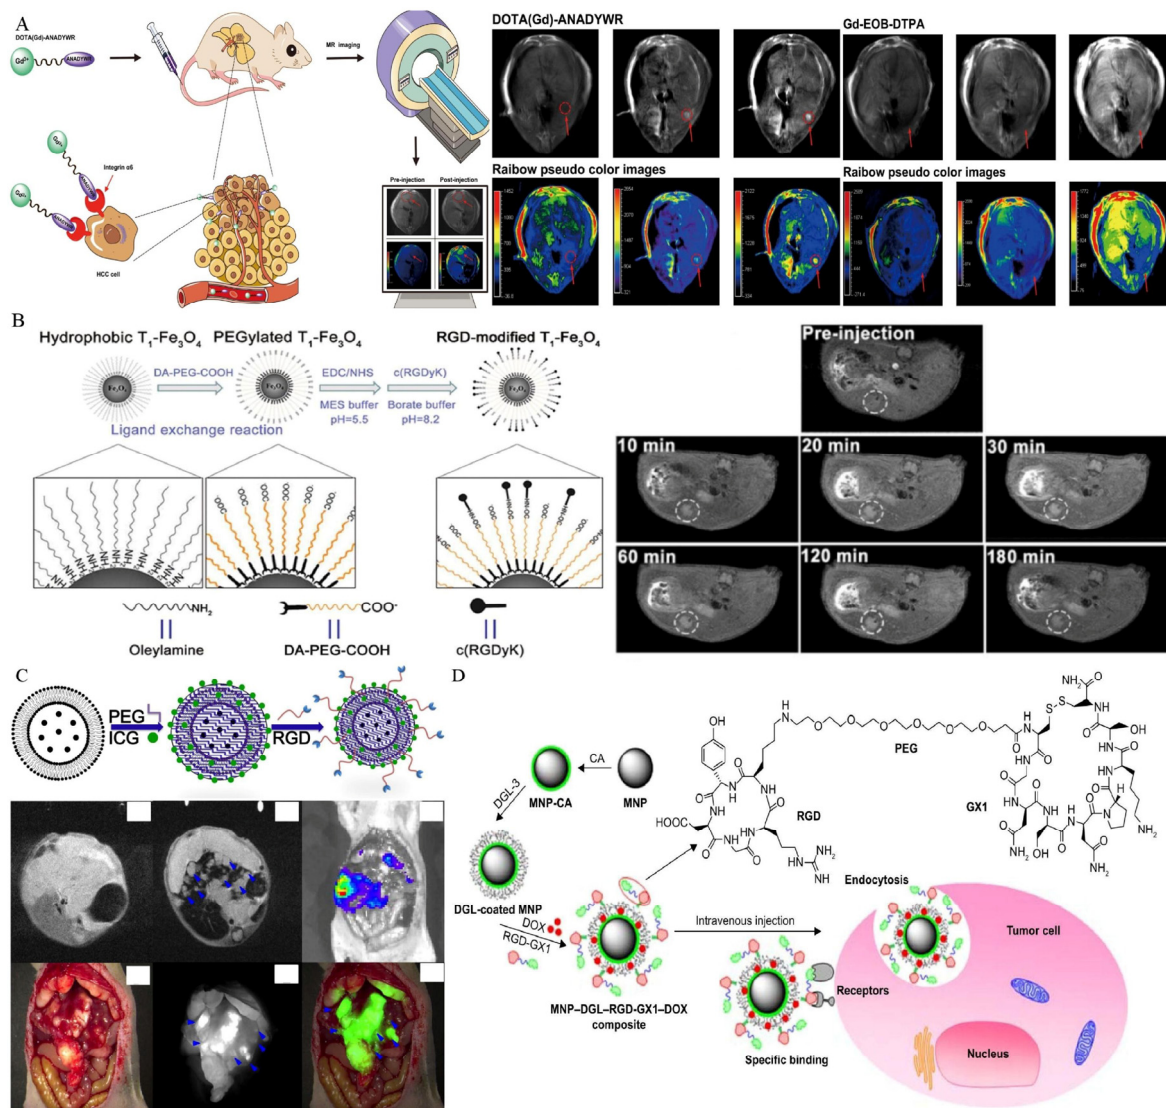 A
DOTA(Gd)-ANADYWR
Gd³⁺
ANADYWR
MR imaging
Gd³⁺
ANADYWR
Integrin α6
ANADYWR
HCC cell
Pre-injection
Post-injection
DOTA(Gd)-ANADYWR
Gd-EOB-DTPA
Raibow pseudo color images
Raibow pseudo color images
B
Hydrophobic T₁-Fe₃O₄
PEGylated T₁-Fe₃O₄
RGD-modified T₁-Fe₃O₄
DA-PEG-COOH
EDC/NHS
c(RGDyK)
MES buffer
pH=5.5
Borate buffer
pH=8.2
Ligand exchange reaction
NH₂
Oleylamine
COO⁻
DA-PEG-COOH
c(RGDyK)
Pre-injection
10 min
20 min
30 min
60 min
120 min
180 min
C
PEG
ICG
RGD
D
CA
MNP-CA
MNP
DGL-3
DGL-coated MNP
DOX
RGD-GX1
MNP–DGL–RGD-GX1–DOX
composite
PEG
RGD
GX1
Intravenous injection
Endocytosis
Tumor cell
Receptors
Specific binding
Nucleus